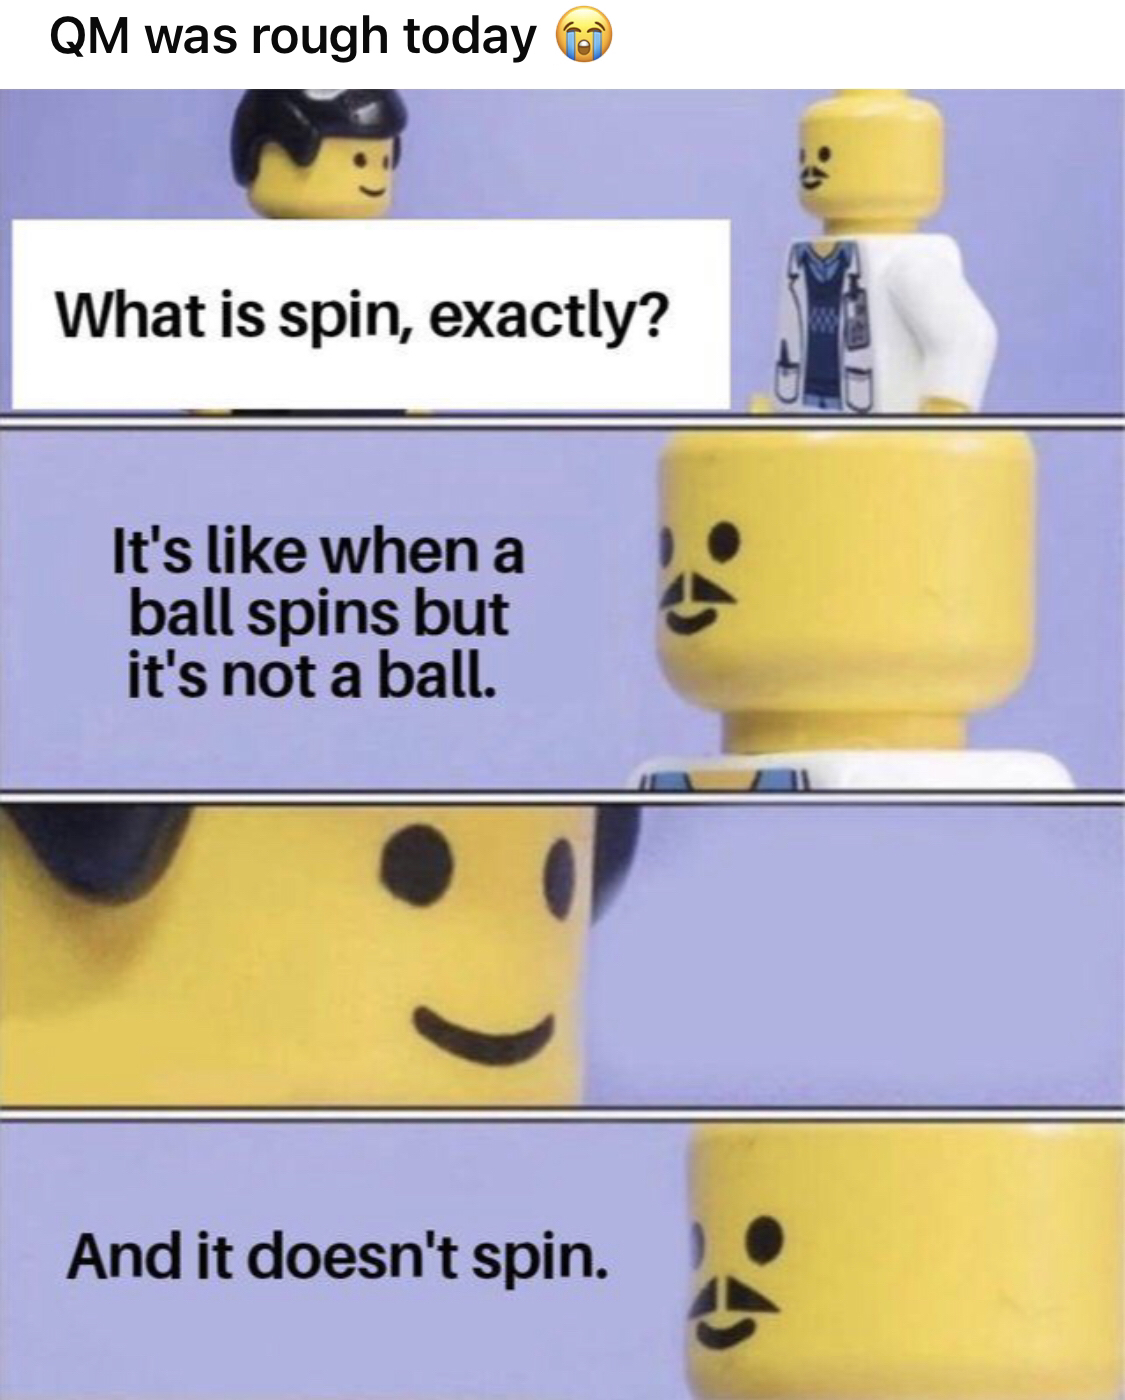 QM was rough today 😭
What is spin, exactly?
It's like when a
ball spins but
it's not a ball.
And it doesn't spin.